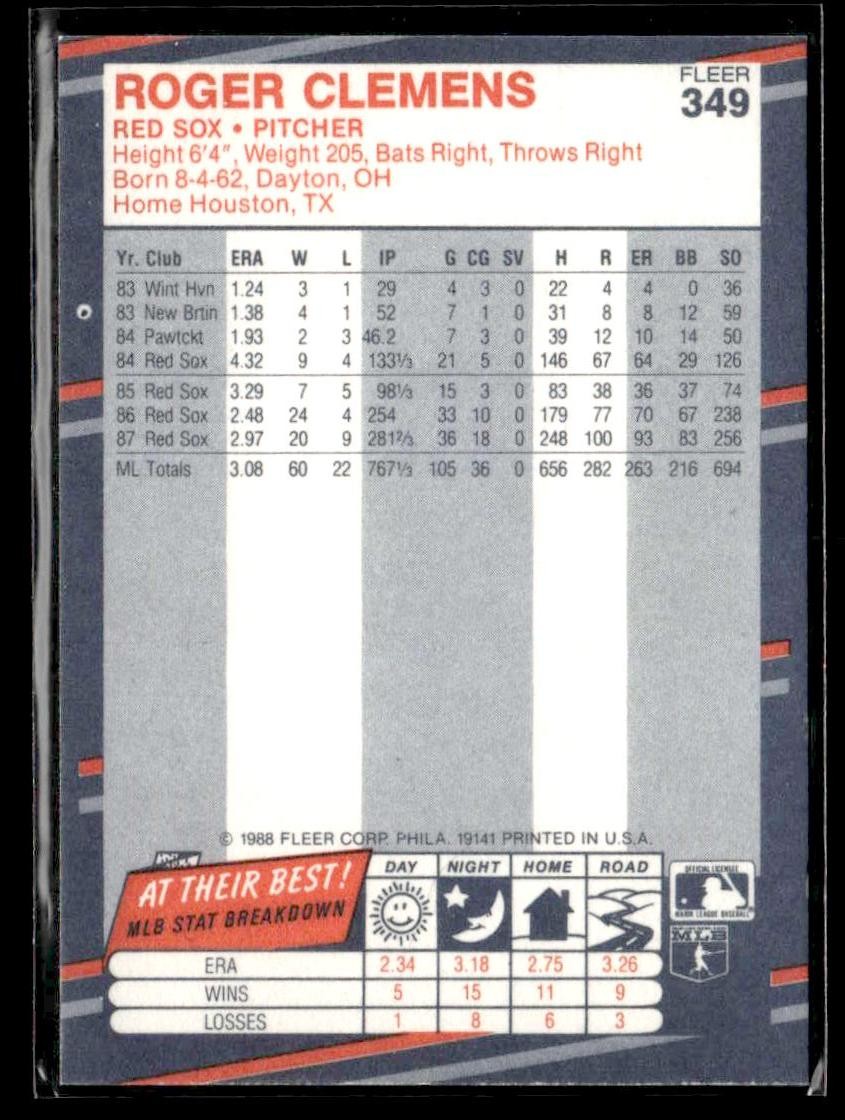 ROGER CLEMENS
FLEER
349
RED SOX • PITCHER
Height 6'4", Weight 205, Bats Right, Throws Right
Born 8-4-62, Dayton, OH
Home Houston, TX
Yr. Club ERA W L IP G CG SV H R ER BB SO
83 Wint Hvn 1.24 3 1 29 4 3 0 22 4 4 0 36
83 New Brtin 1.38 4 1 52 7 1 0 31 8 8 12 59
84 Pawtckt 1.93 2 3 46.2 7 3 0 39 12 10 14 50
84 Red Sox 4.32 9 4 133⅓ 21 5 0 146 67 64 29 126
85 Red Sox 3.29 7 5 98⅓ 15 3 0 83 38 36 37 74
86 Red Sox 2.48 24 4 254 33 10 0 179 77 70 67 238
87 Red Sox 2.97 20 9 281⅔ 36 18 0 248 100 93 83 256
ML Totals 3.08 60 22 767⅓ 105 36 0 656 282 263 216 694
© 1988 FLEER CORP. PHILA. 19141 PRINTED IN U.S.A.
AT THEIR BEST!
MLB STAT BREAKDOWN
DAY NIGHT HOME ROAD
ERA 2.34 3.18 2.75 3.26
WINS 5 15 11 9
LOSSES 1 8 6 3
OFFICIAL LICENSEE
MAJOR LEAGUE BASEBALL
MLB